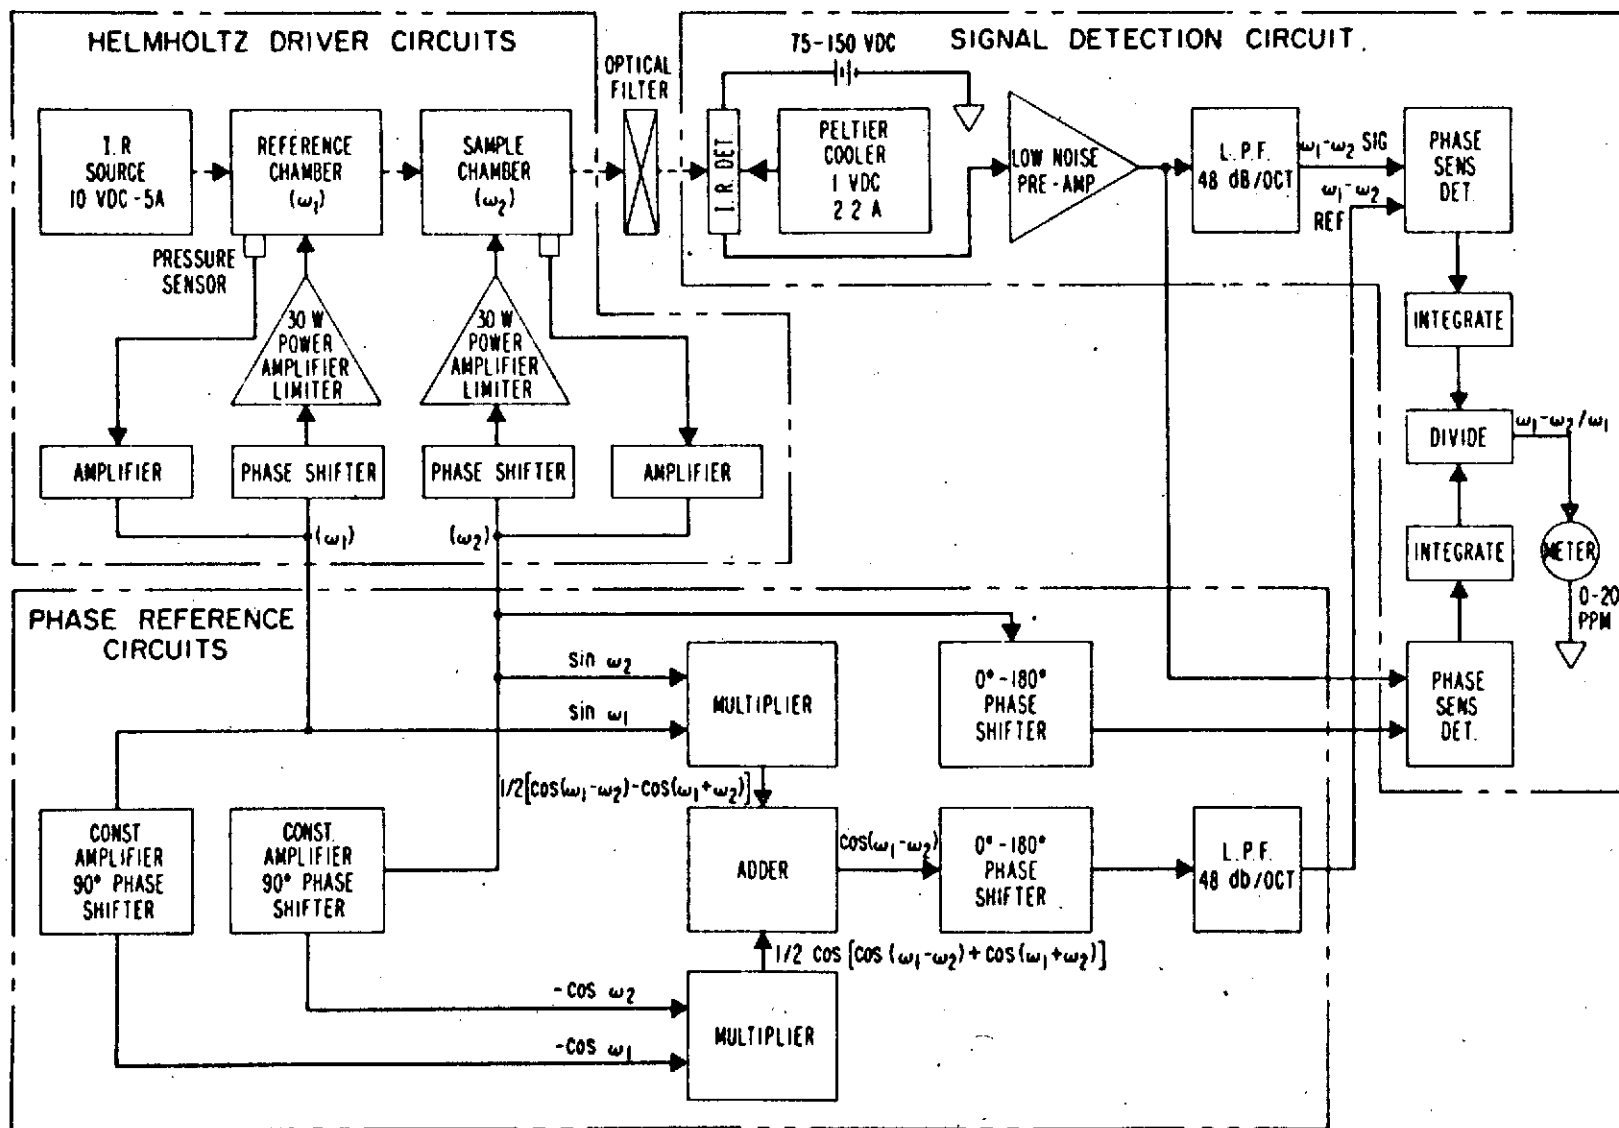 HELMHOLTZ DRIVER CIRCUITS
I.R
SOURCE
10 VDC-5A
REFERENCE
CHAMBER
(ω₁)
SAMPLE
CHAMBER
(ω₂)
PRESSURE
SENSOR
30 W
POWER
AMPLIFIER
LIMITER
30 W
POWER
AMPLIFIER
LIMITER
AMPLIFIER
PHASE SHIFTER
PHASE SHIFTER
AMPLIFIER
(ω₁)
(ω₂)
OPTICAL
FILTER
SIGNAL DETECTION CIRCUIT
75-150 VDC
I.R. DET.
PELTIER
COOLER
1 VDC
2 2 A
LOW NOISE
PRE-AMP
L.P.F.
48 dB/OCT
ω₁-ω₂ SIG
ω₁-ω₂
REF
PHASE
SENS
DET.
INTEGRATE
DIVIDE
ω₁-ω₂/ω₁
INTEGRATE
METER
0-20
PPM
PHASE
SENS
DET.
PHASE REFERENCE
CIRCUITS
sin ω₂
sin ω₁
MULTIPLIER
0°-180°
PHASE
SHIFTER
1/2[COS(ω₁-ω₂)-COS(ω₁+ω₂)]
CONST
AMPLIFIER
90° PHASE
SHIFTER
CONST.
AMPLIFIER
90° PHASE
SHIFTER
ADDER
COS(ω₁-ω₂)
0°-180°
PHASE
SHIFTER
L.P.F.
48 db/OCT
1/2 COS [COS (ω₁-ω₂) + COS(ω₁+ω₂)]
-COS ω₂
-COS ω₁
MULTIPLIER